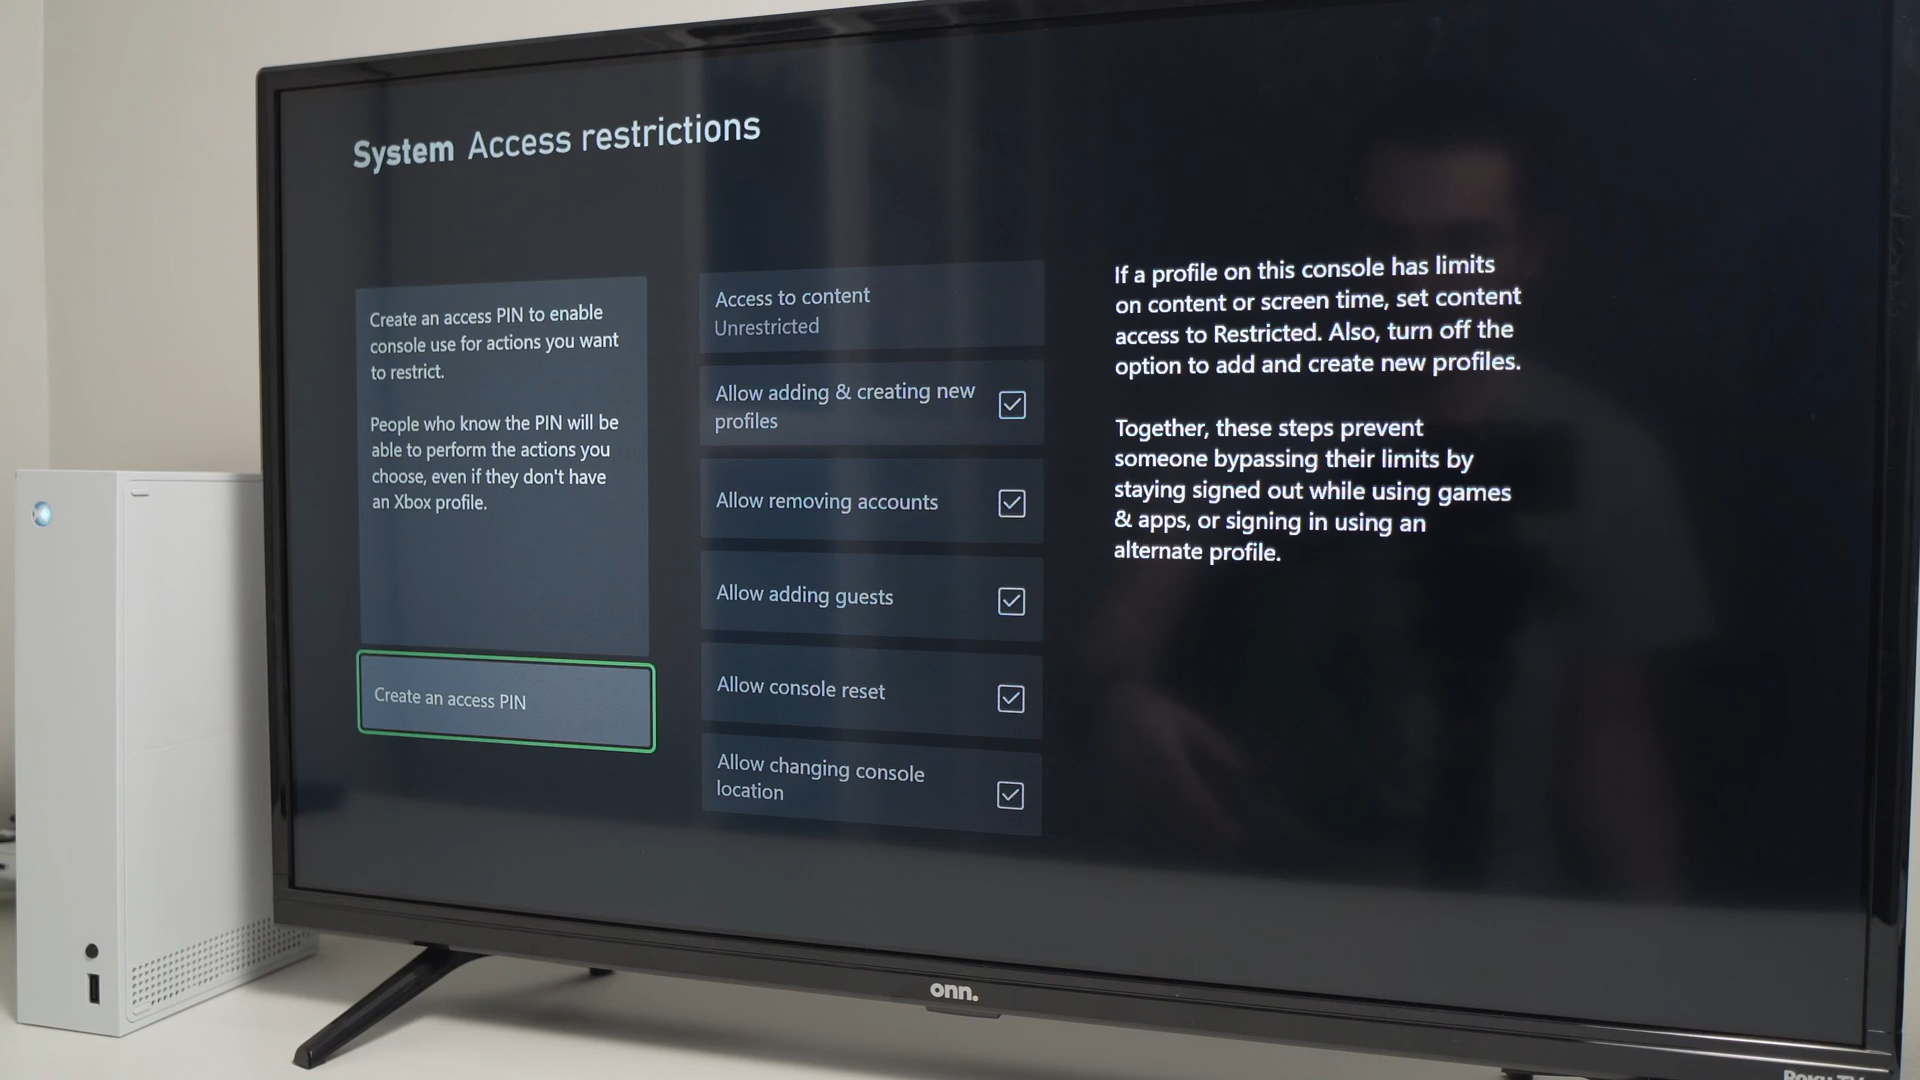 System Access restrictions
Create an access PIN to enable
console use for actions you want
to restrict.
People who know the PIN will be
able to perform the actions you
choose, even if they don't have
an Xbox profile.
Create an access PIN
Access to content
Unrestricted
Allow adding & creating new
profiles
Allow removing accounts
Allow adding guests
Allow console reset
Allow changing console
location
If a profile on this console has limits
on content or screen time, set content
access to Restricted. Also, turn off the
option to add and create new profiles.
Together, these steps prevent
someone bypassing their limits by
staying signed out while using games
& apps, or signing in using an
alternate profile.
onn.
Roku TV